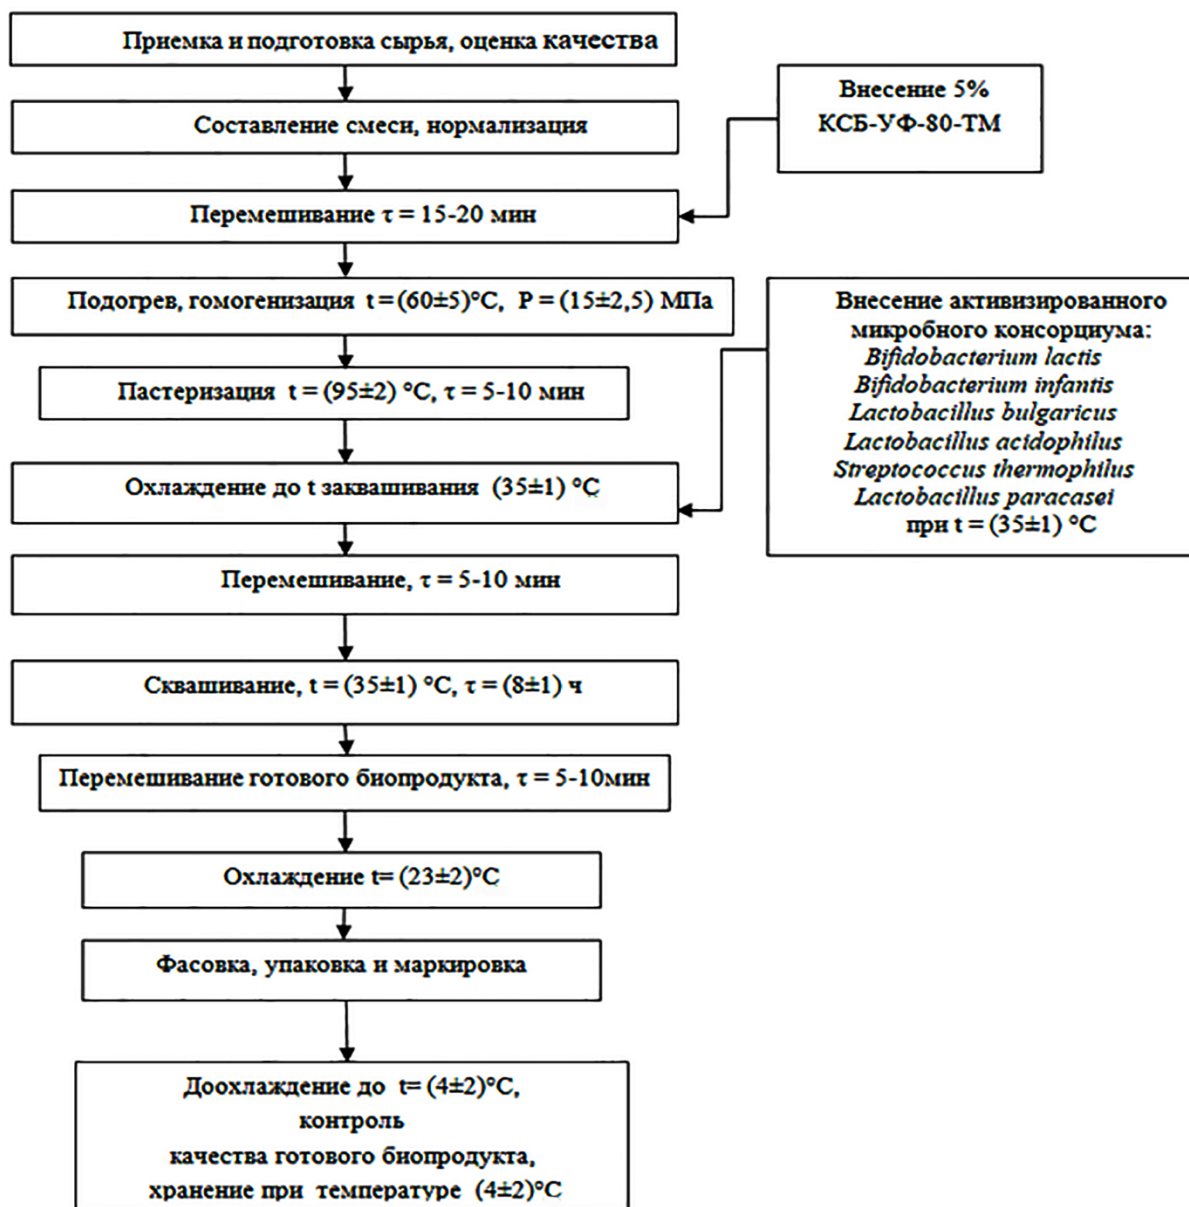 Приемка и подготовка сырья, оценка качества
Составление смеси, нормализация
Внесение 5%
КСБ-УФ-80-ТМ
Перемешивание τ = 15-20 мин
Подогрев, гомогенизация t = (60±5)°C, P = (15±2,5) МПа
Пастеризация t = (95±2) °C, τ = 5-10 мин
Внесение активизированного
микробного консорциума:
Bifidobacterium lactis
Bifidobacterium infantis
Lactobacillus bulgaricus
Lactobacillus acidophilus
Streptococcus thermophilus
Lactobacillus paracasei
при t = (35±1) °C
Охлаждение до t заквашивания (35±1) °C
Перемешивание, τ = 5-10 мин
Сквашивание, t = (35±1) °C, τ = (8±1) ч
Перемешивание готового биопродукта, τ = 5-10мин
Охлаждение t= (23±2)°C
Фасовка, упаковка и маркировка
Доохлаждение до t= (4±2)°C,
контроль
качества готового биопродукта,
хранение при температуре (4±2)°C